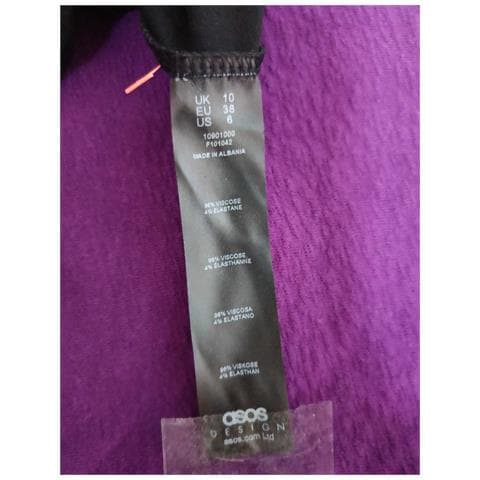 UK 10
EU 38
US 6
10901000
F101042
MADE IN ALBANIA
96% VISCOSE
4% ELASTANE
96% VISCOSE
4% ELASTHANNE
96% VISCOSA
4% ELASTANO
96% VISKOSE
4% ELASTHAN
asos
DESIGN
asos.com Ltd